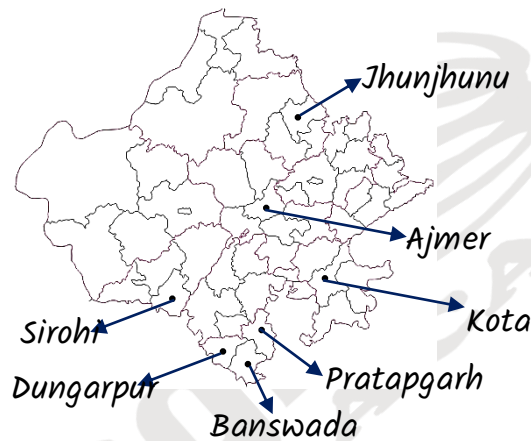 Jhunjhunu
Ajmer
Kota
Sirohi
Dungarpur
Pratapgarh
Banswada